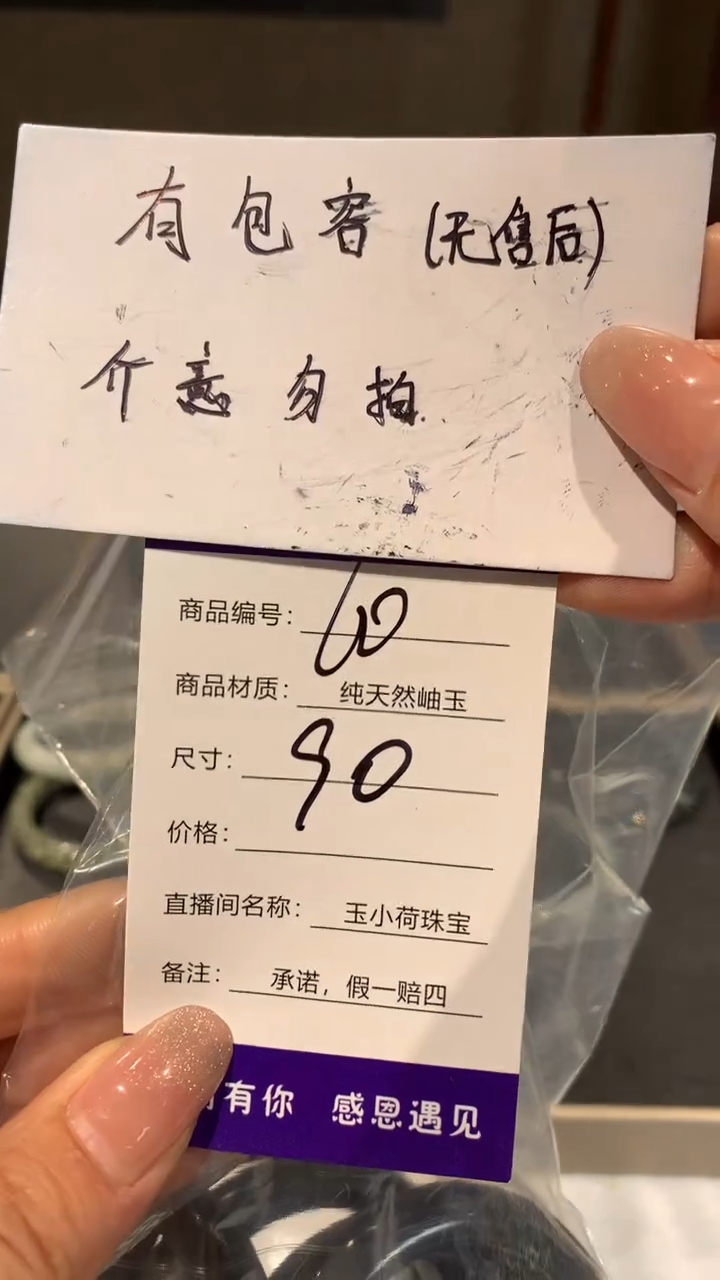 有包容(无售后)
介意勿拍
商品编号: 60
商品材质: 纯天然岫玉
尺寸: 90
价格:
直播间名称: 玉小荷珠宝
备注: 承诺，假一赔四
有你 感恩遇见